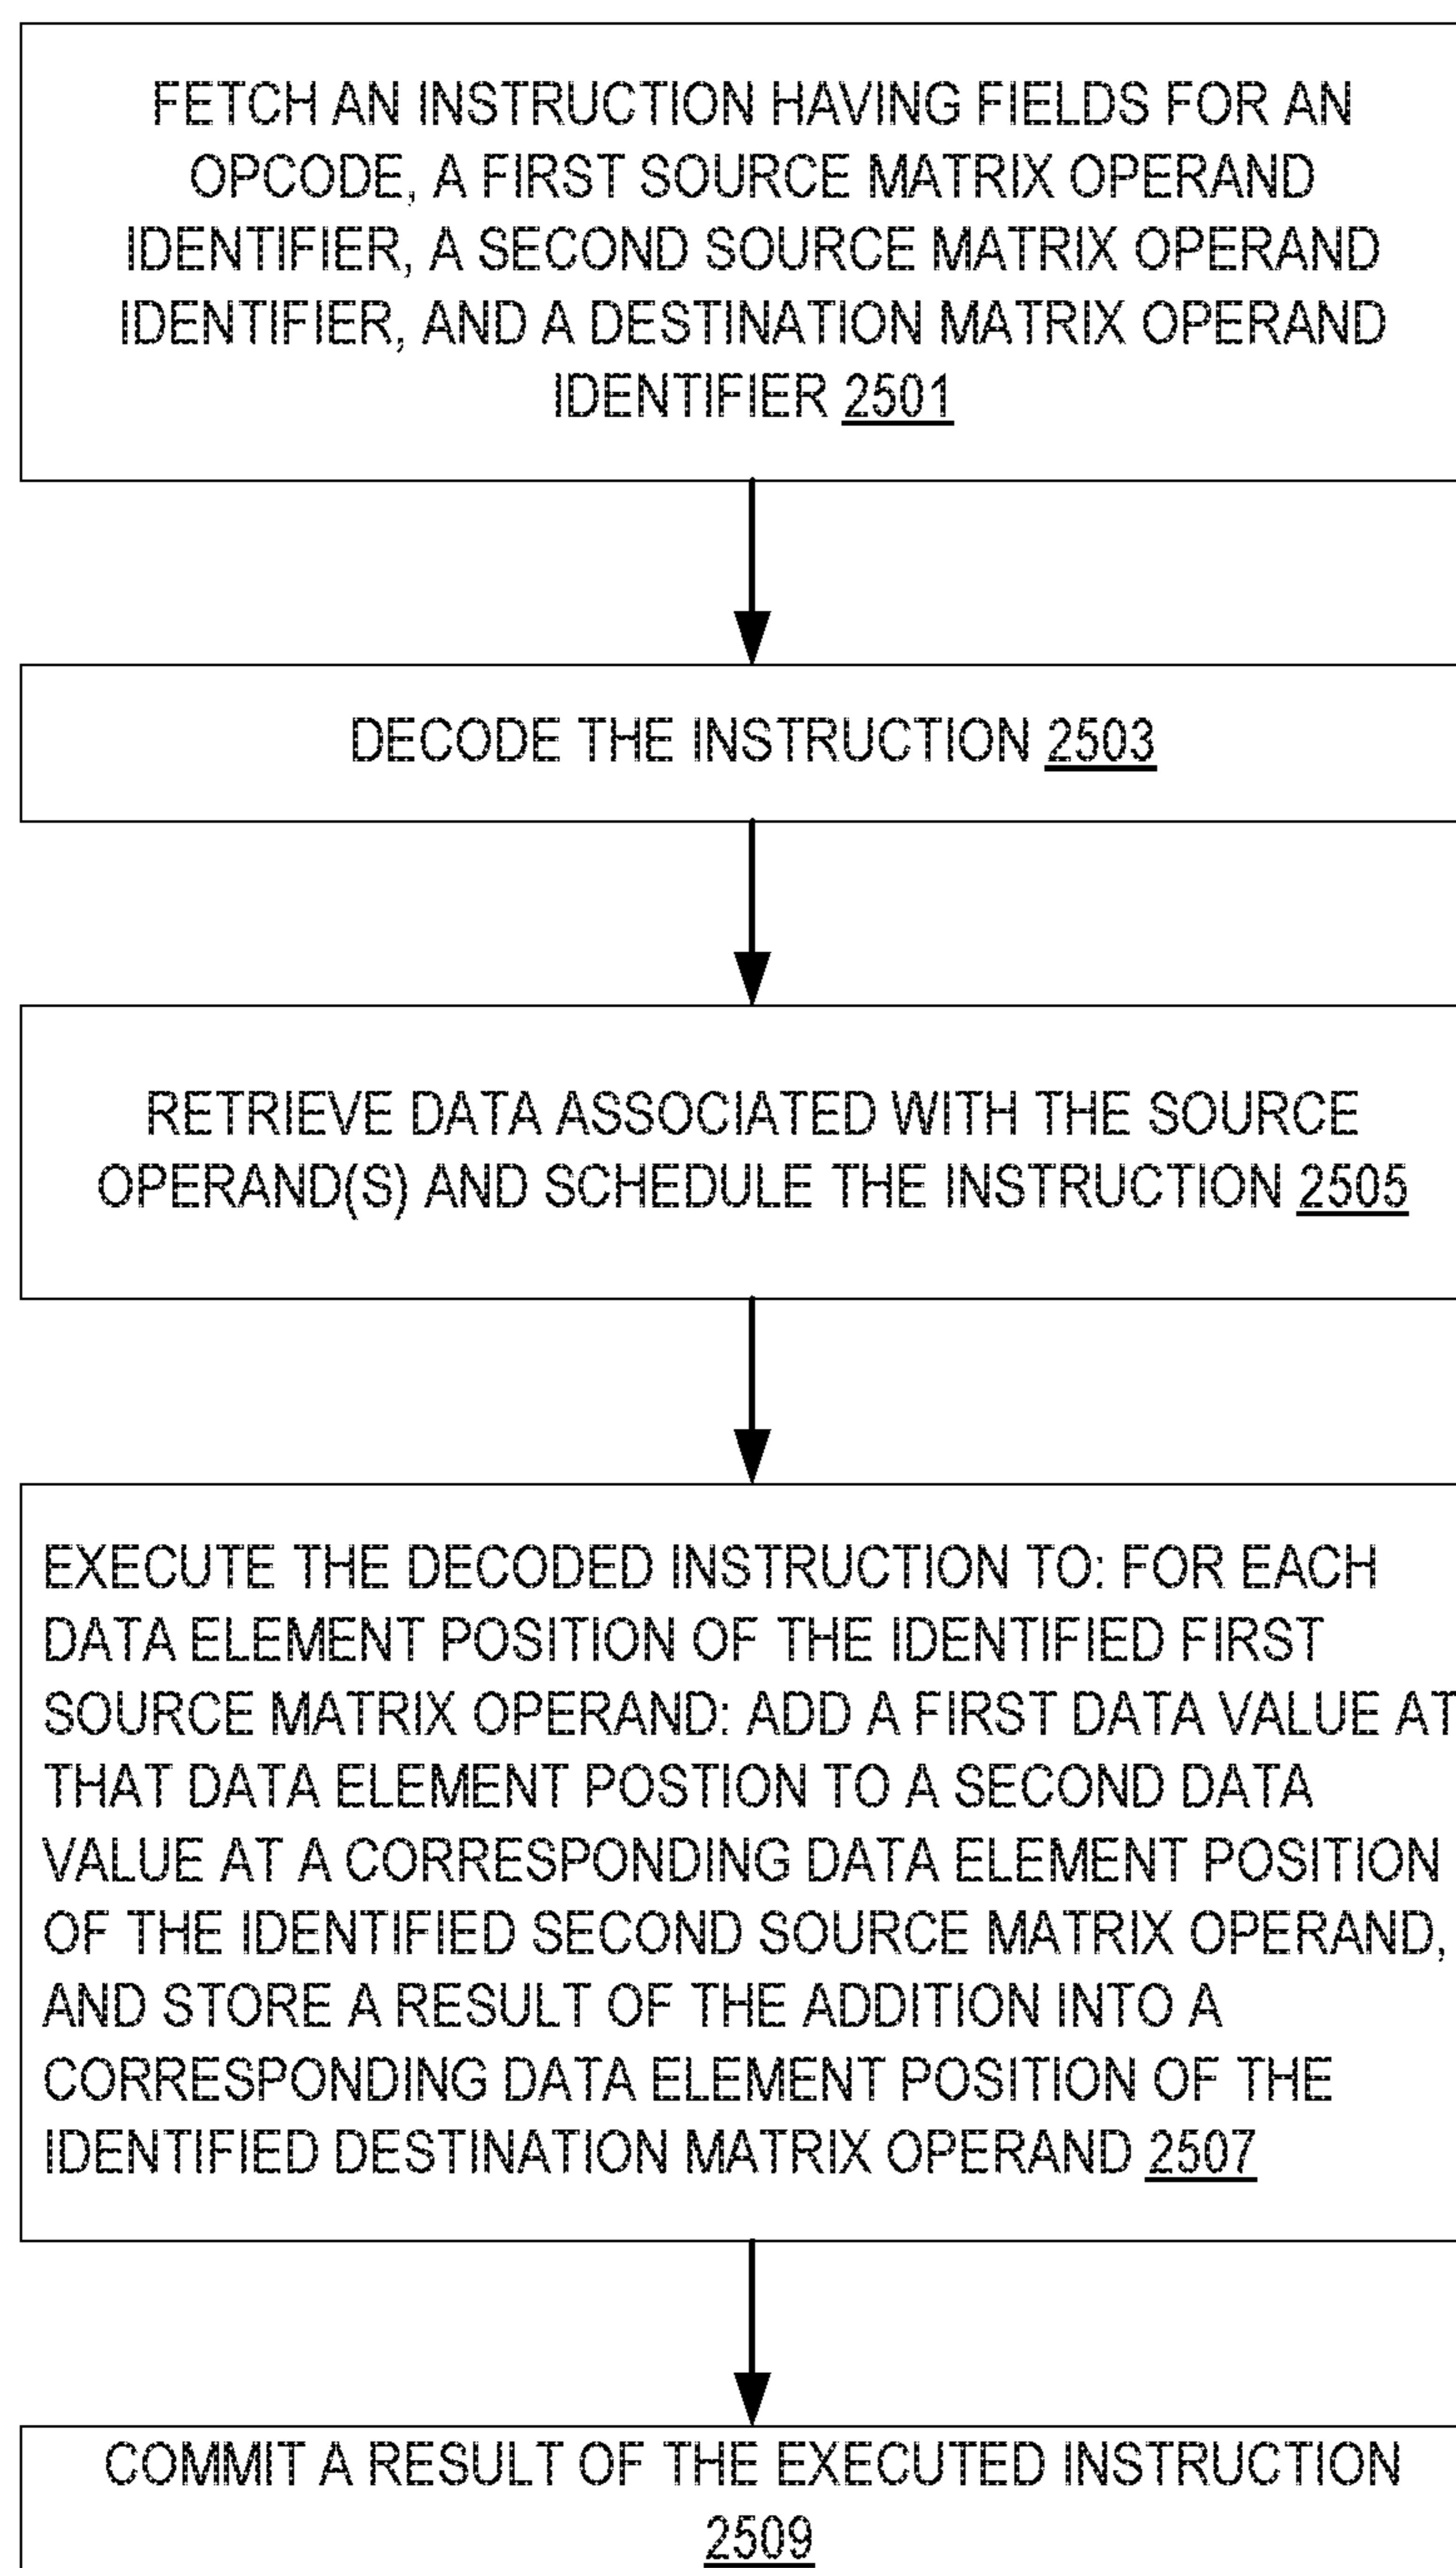 FETCH AN INSTRUCTION HAVING FIELDS FOR AN
OPCODE, A FIRST SOURCE MATRIX OPERAND
IDENTIFIER, A SECOND SOURCE MATRIX OPERAND
IDENTIFIER, AND A DESTINATION MATRIX OPERAND
IDENTIFIER 2501
DECODE THE INSTRUCTION 2503
RETRIEVE DATA ASSOCIATED WITH THE SOURCE
OPERAND(S) AND SCHEDULE THE INSTRUCTION 2505
EXECUTE THE DECODED INSTRUCTION TO: FOR EACH
DATA ELEMENT POSITION OF THE IDENTIFIED FIRST
SOURCE MATRIX OPERAND: ADD A FIRST DATA VALUE AT
THAT DATA ELEMENT POSTION TO A SECOND DATA
VALUE AT A CORRESPONDING DATA ELEMENT POSITION
OF THE IDENTIFIED SECOND SOURCE MATRIX OPERAND,
AND STORE A RESULT OF THE ADDITION INTO A
CORRESPONDING DATA ELEMENT POSITION OF THE
IDENTIFIED DESTINATION MATRIX OPERAND 2507
COMMIT A RESULT OF THE EXECUTED INSTRUCTION
2509